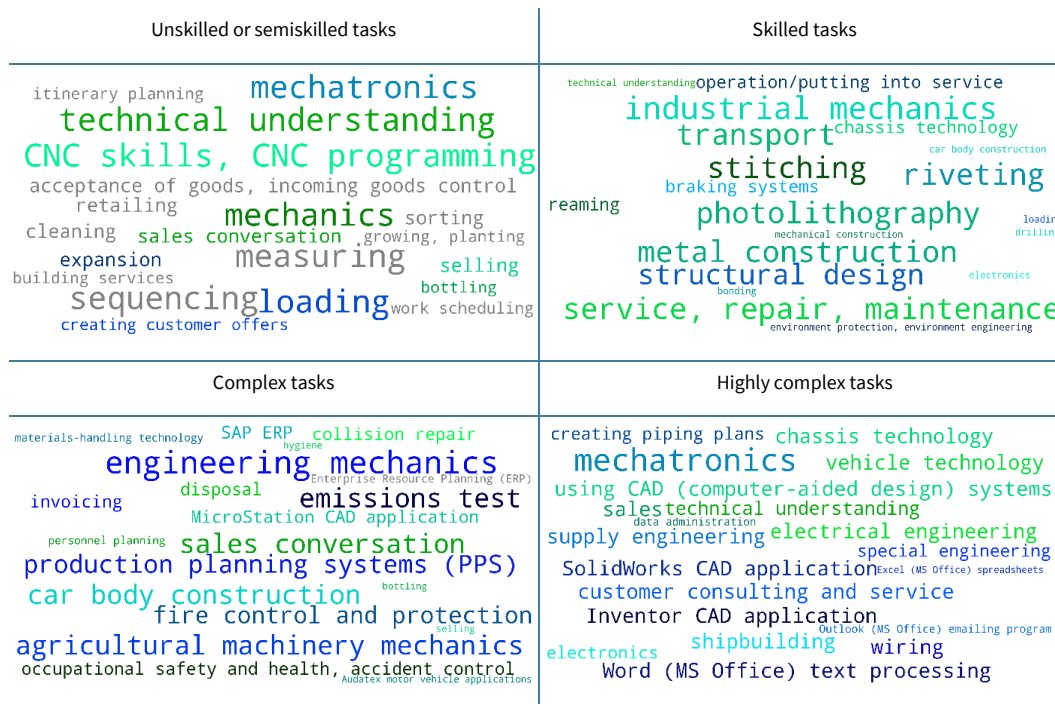 Unskilled or semiskilled tasks
itinerary planning
mechatronics
technical understanding
CNC skills, CNC programming
acceptance of goods, incoming goods control
retailing
mechanics
sorting
cleaning
sales conversation
growing, planting
expansion
measuring
selling
building services
bottling
sequencing
loading
work scheduling
creating customer offers
Skilled tasks
technical understanding
operation/putting into service
industrial mechanics
transport
chassis technology
car body construction
stitching
riveting
braking systems
reaming
photolithography
loadin
mechanical construction
drillin
metal construction
structural design
electronics
bonding
service, repair, maintenance
environment protection, environment engineering
Complex tasks
materials-handling technology
SAP ERP
collision repair
hygiene
engineering mechanics
Enterprise Resource Planning (ERP)
disposal
invoicing
emissions test
MicroStation CAD application
personnel planning
sales conversation
production planning systems (PPS)
bottling
car body construction
fire control and protection
selling
agricultural machinery mechanics
occupational safety and health, accident control
Audatex motor vehicle applications
Highly complex tasks
creating piping plans
chassis technology
mechatronics
vehicle technology
using CAD (computer-aided design) systems
sales
technical understanding
data administration
supply engineering
electrical engineering
special engineering
SolidWorks CAD application
Excel (MS Office) spreadsheets
customer consulting and service
Inventor CAD application
Outlook (MS Office) emailing program
shipbuilding
wiring
electronics
Word (MS Office) text processing